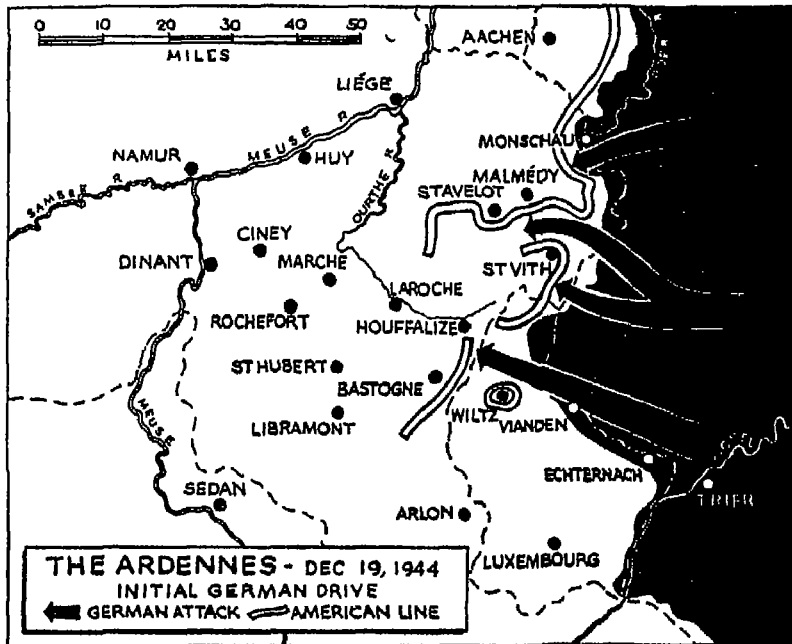 0 10 20 30 40 50
MILES
AACHEN
LIÉGE
MONSCHAU
MEUSE R
HUY
NAMUR
MALMÉDY
SAMBRE R
OURTHE R
STAVELOT
CINEY
DINANT
MARCHE
ST VITH
LAROCHE
ROCHEFORT
HOUFFALIZE
ST HUBERT
BASTOGNE
MEUSE
LIBRAMONT
WILTZ
VIANDEN
ECHTERNACH
TRIER
SEDAN
ARLON
LUXEMBOURG
THE ARDENNES - DEC 19, 1944
INITIAL GERMAN DRIVE
GERMAN ATTACK AMERICAN LINE